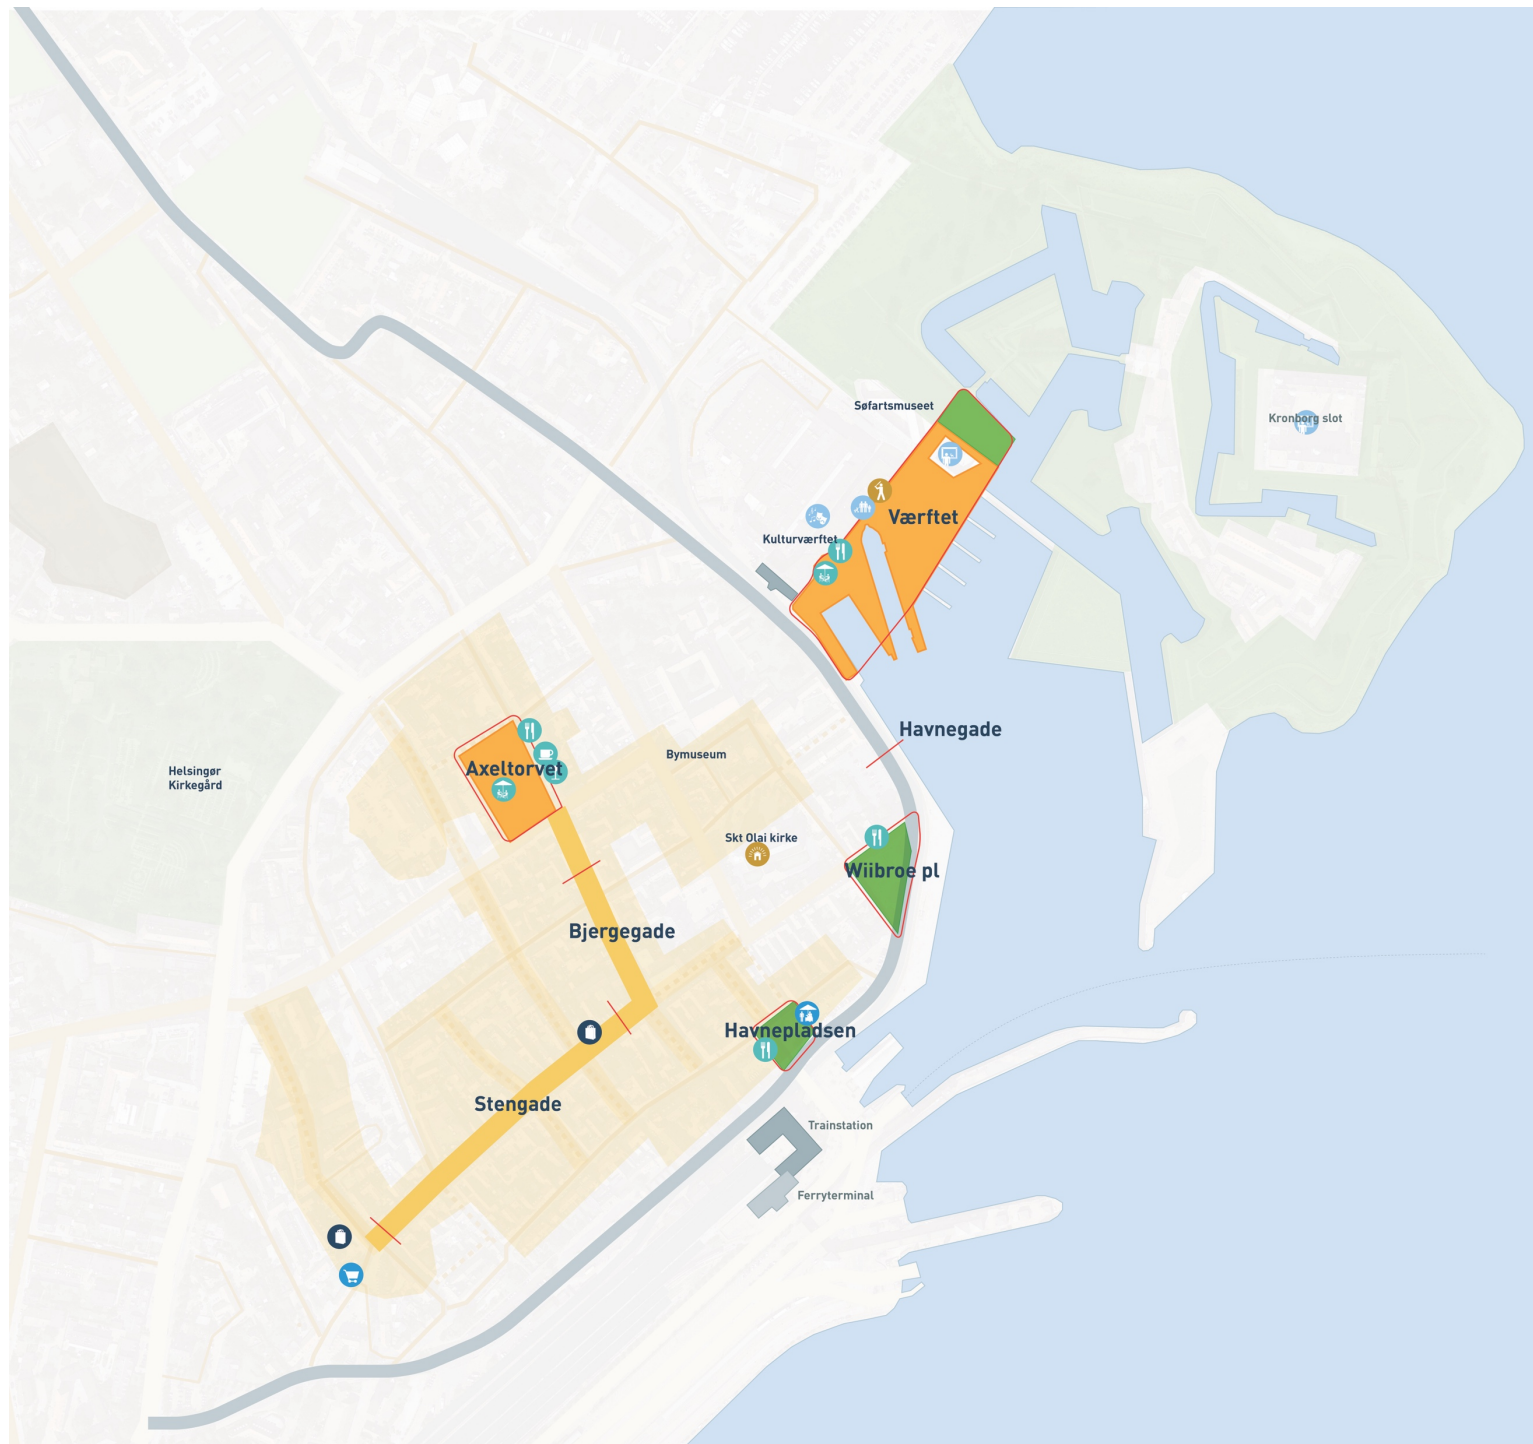 Søfartsmuseet
Kronborg slot
Værftet
Kulturværftet
Havnegade
Bymuseum
Axeltorvet
Helsingør
Kirkegård
Skt Olai kirke
Wiibroe pl
Bjergegade
Havnepladsen
Stengade
Trainstation
Ferryterminal